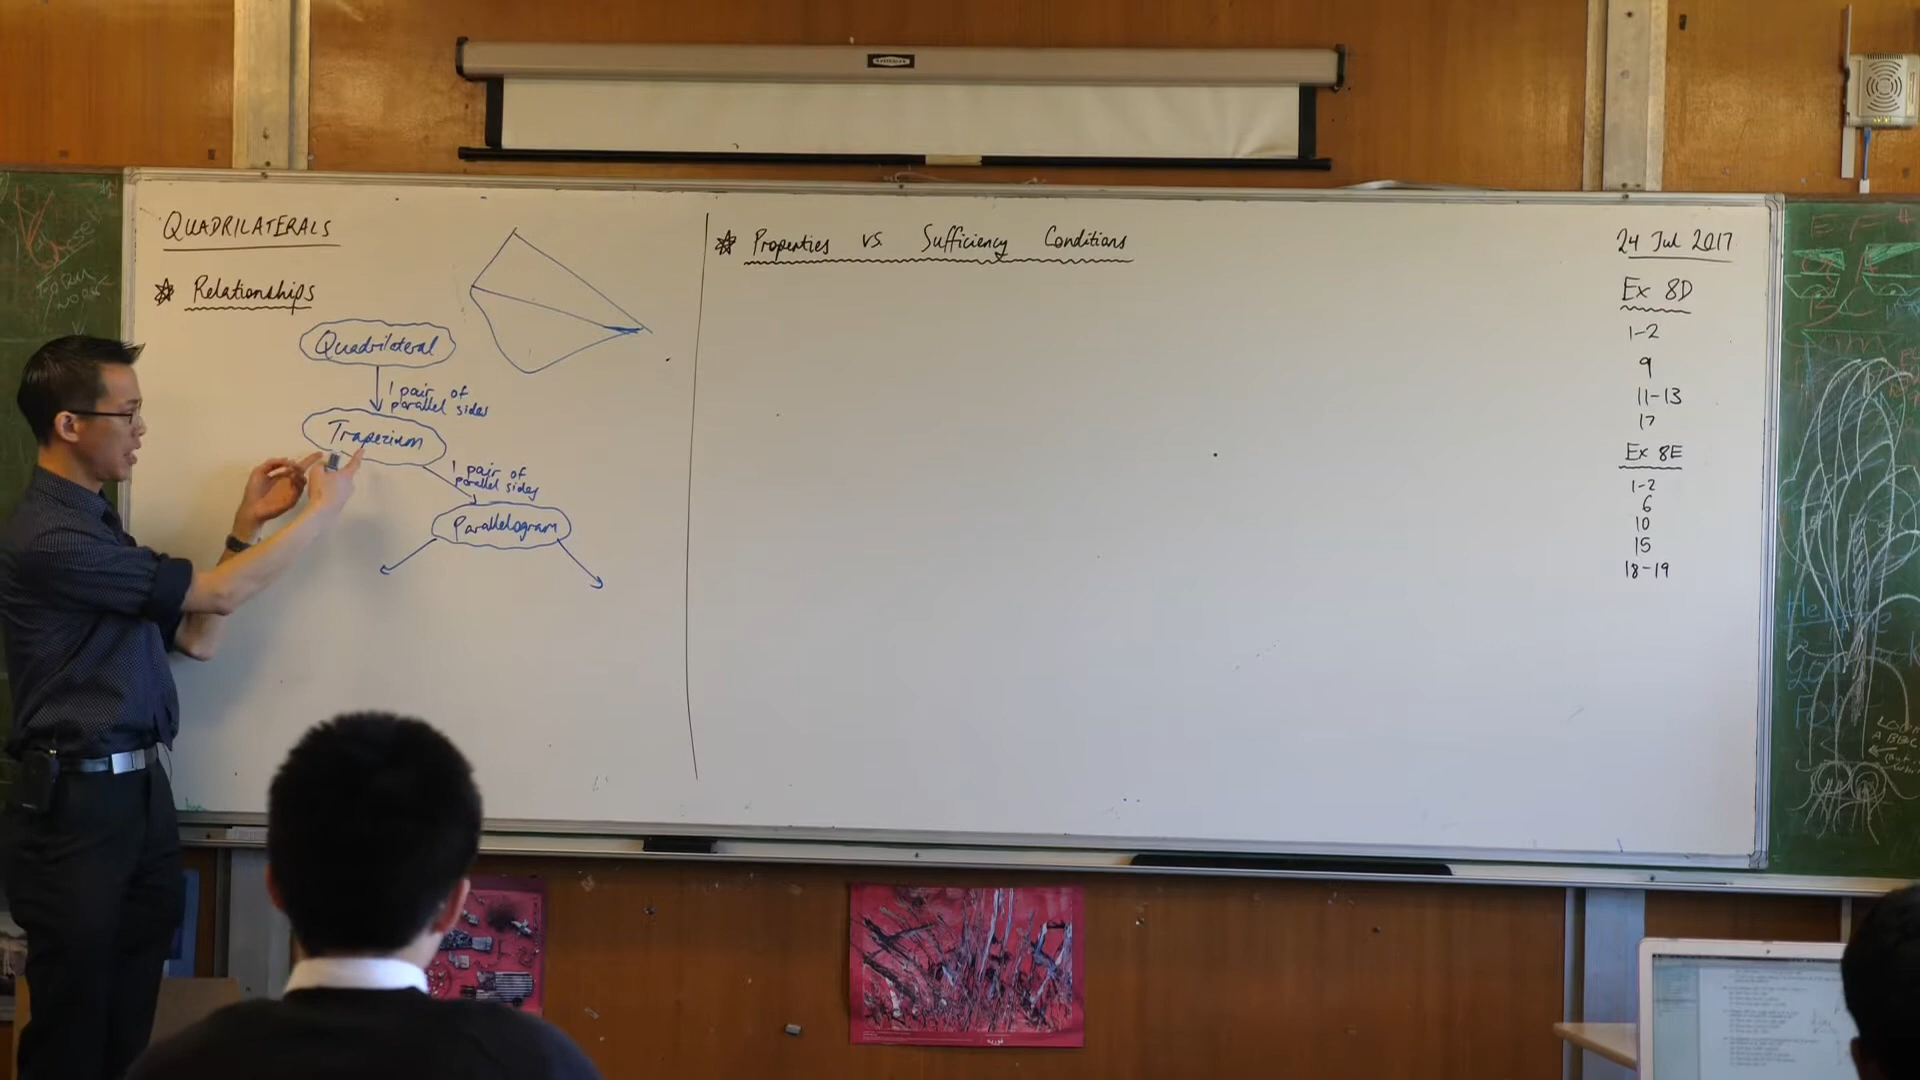 QUADRILATERALS
Relationships
Quadrilateral
1 pair of
parallel sides
Trapezium
1 pair of
parallel sides
Parallelogram
Properties vs. Sufficiency Conditions
24 Jul 2017
Ex 8D
1-2
9
11-13
17
Ex 8E
1-2
6
10
15
18-19